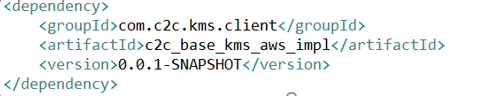 <dependency>
<groupId>com.c2c.kms.client</groupId>
<artifactId>c2c_base_kms_aws_impl</artifactId>
<version>0.0.1-SNAPSHOT</version>
</dependency>